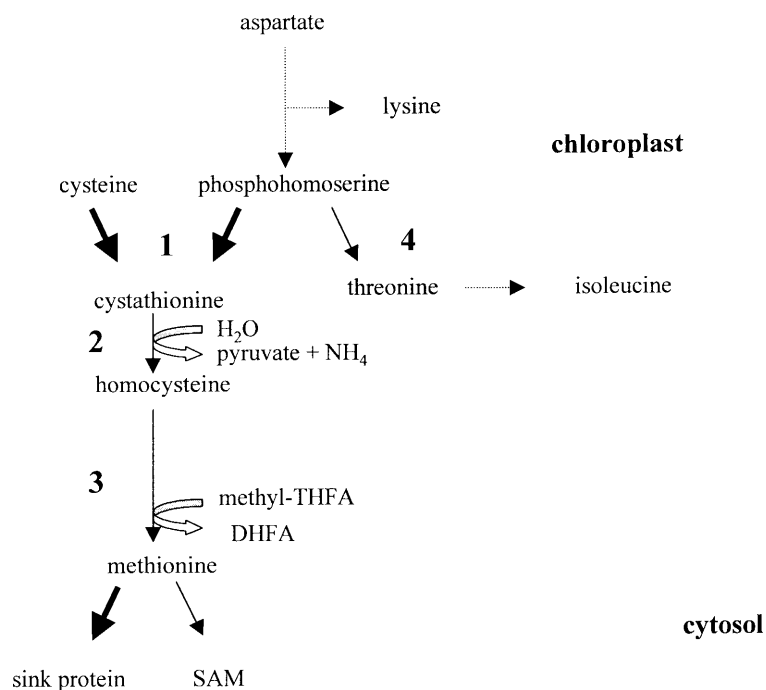 aspartate
lysine
chloroplast
cysteine
phosphohomoserine
1
4
cystathionine
threonine
isoleucine
2
H₂O
pyruvate + NH₄
homocysteine
3
methyl-THFA
DHFA
methionine
cytosol
sink protein
SAM